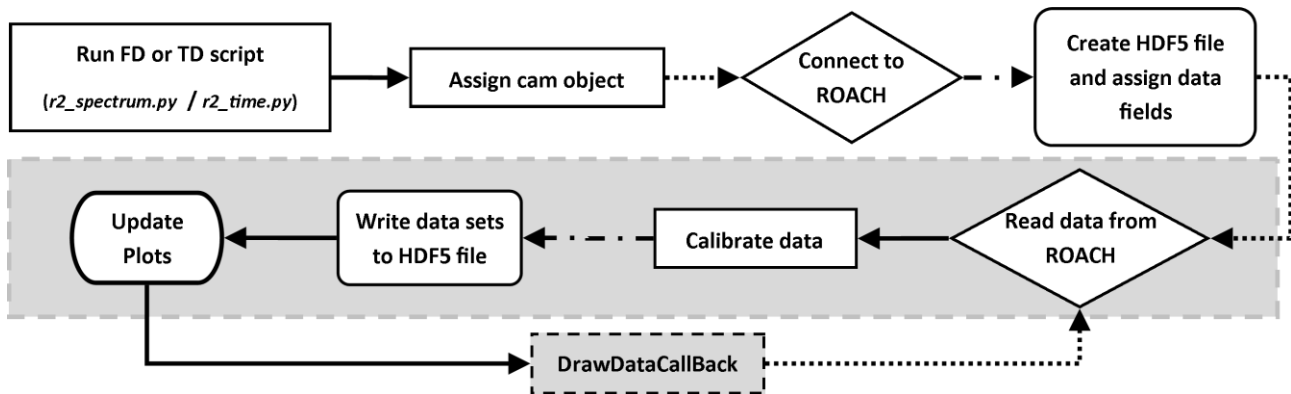 Run FD or TD script
(r2_spectrum.py / r2_time.py)
Assign cam object
Connect to
ROACH
Create HDF5 file
and assign data
fields
Update
Plots
Write data sets
to HDF5 file
Calibrate data
Read data from
ROACH
DrawDataCallBack